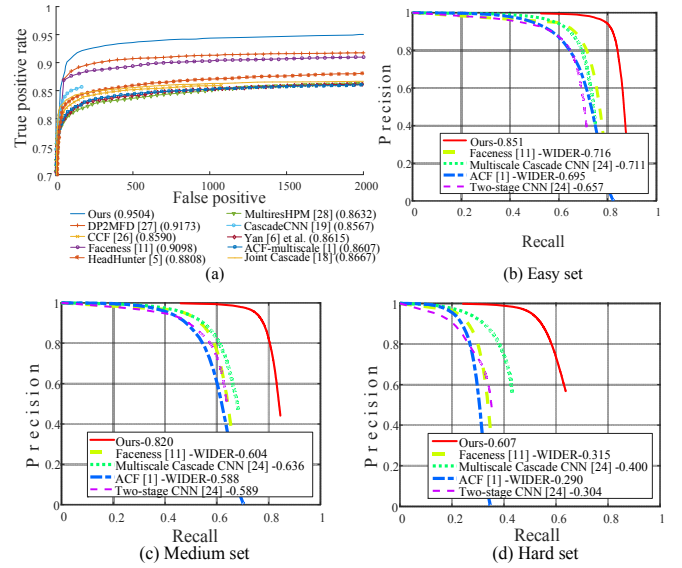 0.95
0.9
0.85
0.8
0.75
0.7
True positive rate
0 500 1000 1500 2000
False positive
Ours (0.9504)
DP2MFD [27] (0.9173)
CCF [26] (0.8590)
Faceness [11] (0.9098)
HeadHunter [5] (0.8808)
MultiresHPM [28] (0.8632)
CascadeCNN [19] (0.8567)
Yan [6] et al. (0.8615)
ACF-multiscale [1] (0.8607)
Joint Cascade [18] (0.8667)
(a)
1
0.8
0.6
0.4
0.2
0
Precision
Ours-0.851
Faceness [11] -WIDER-0.716
Multiscale Cascade CNN [24] -0.711
ACF [1] -WIDER-0.695
Two-stage CNN [24] -0.657
0.2 0.4 0.6 0.8 1
Recall
(b) Easy set
1
0.8
0.6
0.4
0.2
Precision
Ours-0.820
Faceness [11] -WIDER-0.604
Multiscale Cascade CNN [24] -0.636
ACF [1] -WIDER-0.588
Two-stage CNN [24] -0.589
0 0.2 0.4 0.6 0.8 1
Recall
(c) Medium set
1
0.8
0.6
0.4
0.2
Precision
Ours-0.607
Faceness [11] -WIDER-0.315
Multiscale Cascade CNN [24] -0.400
ACF [1] -WIDER-0.290
Two-stage CNN [24] -0.304
0 0.2 0.4 0.6 0.8 1
Recall
(d) Hard set